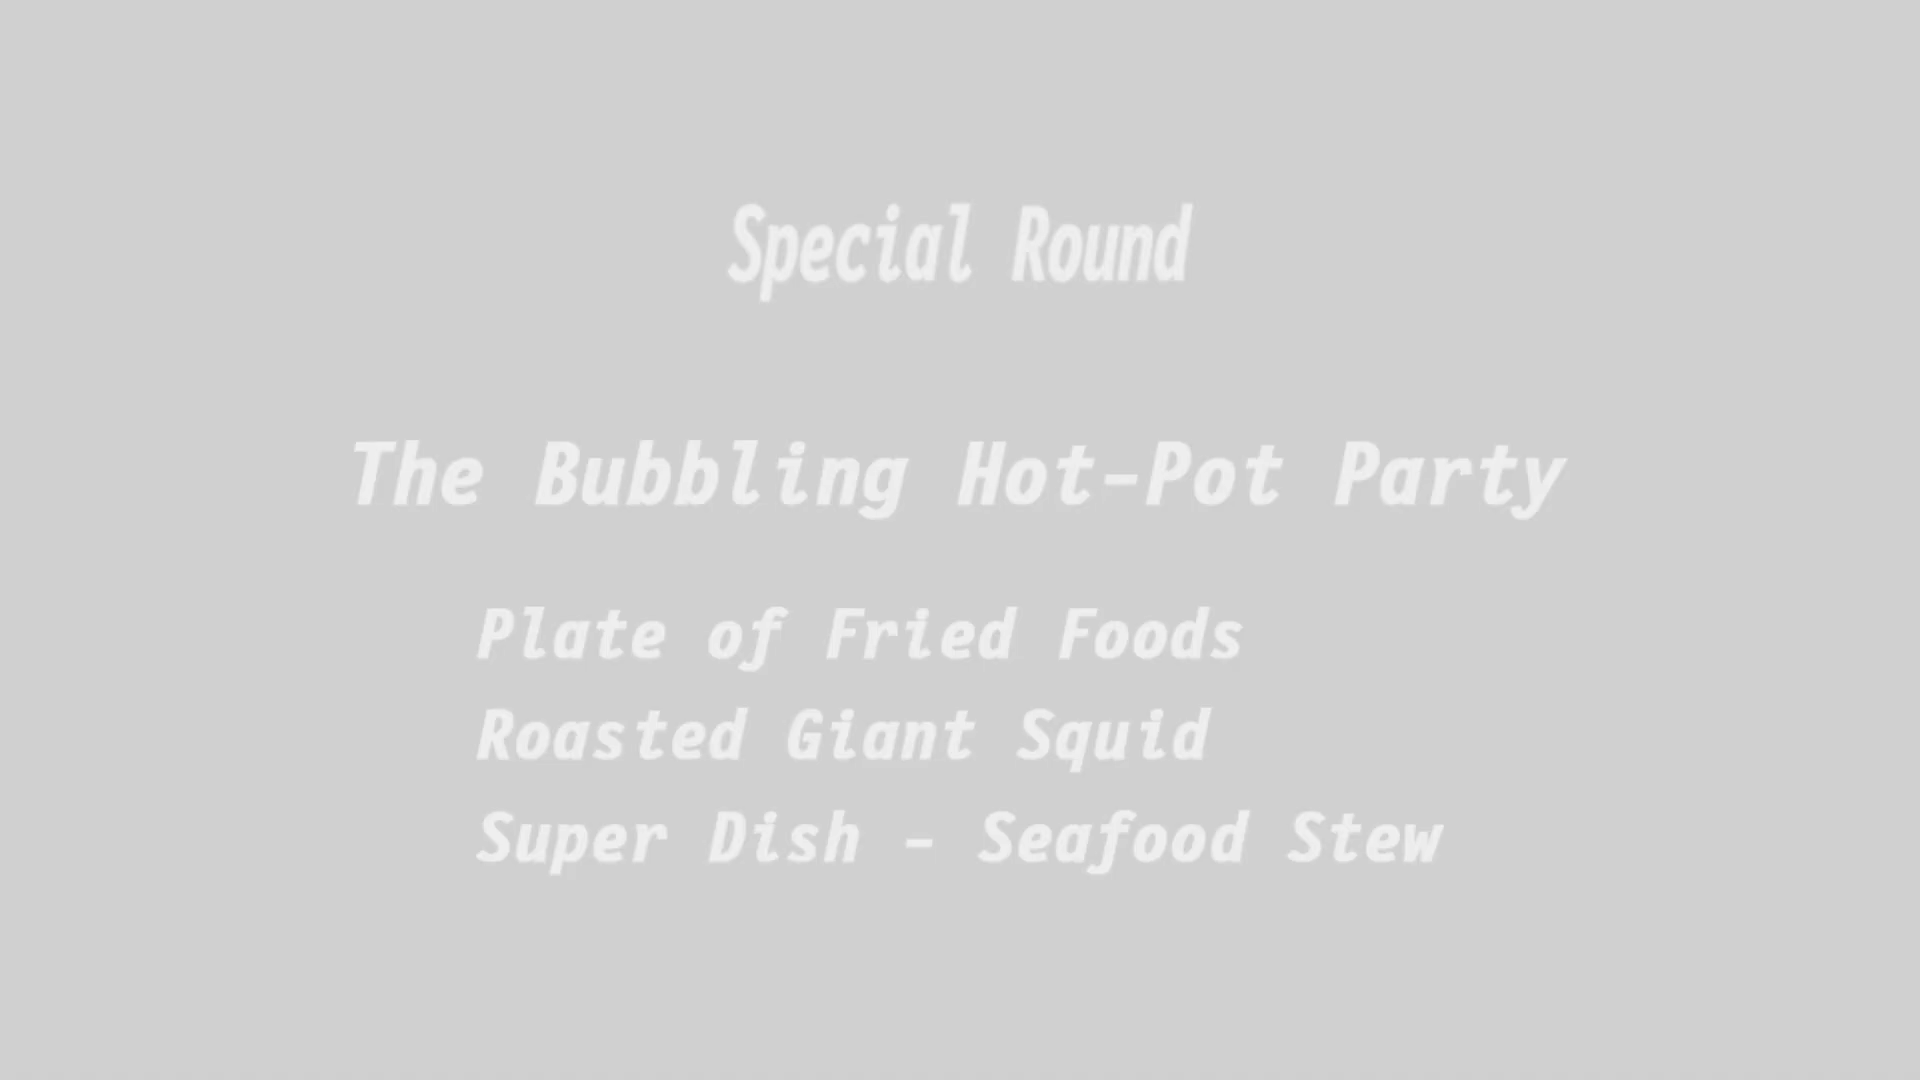 Special Round
The Bubbling Hot-Pot Party
Plate of Fried Foods
Roasted Giant Squid
Super Dish - Seafood Stew